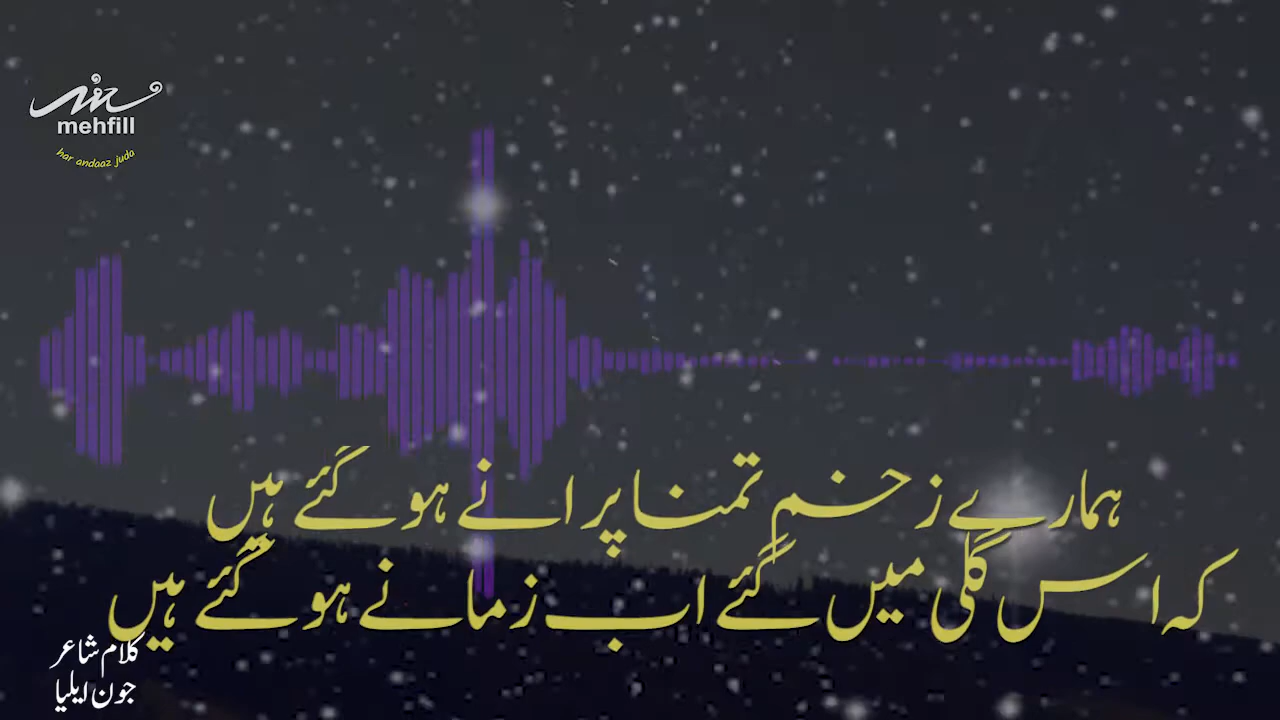 mehfill
har andaaz juda
ہمارے زخم تمنا پرانے ہو گئے ہیں
کہ اس گلی میں گئے اب زمانے ہو گئے ہیں
کلام شاعر
جون ایلیا